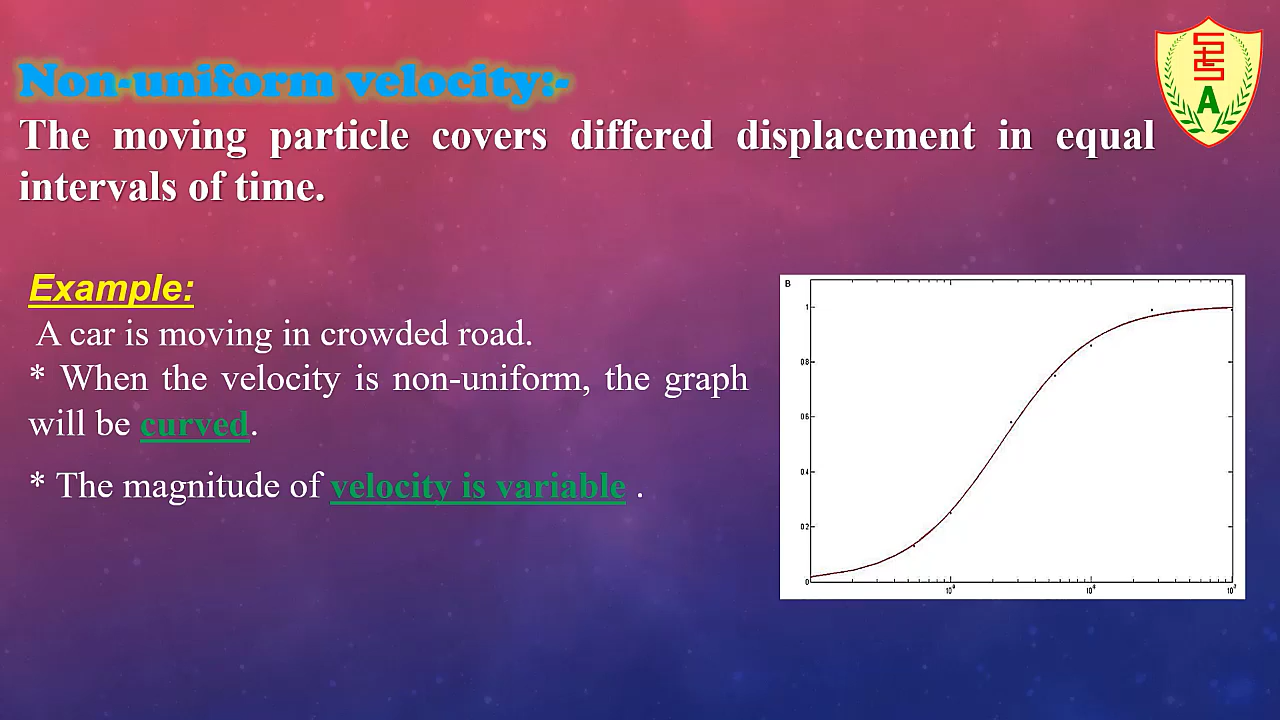 Non-uniform velocity:-
The moving particle covers differed displacement in equal
intervals of time.
Example:
A car is moving in crowded road.
* When the velocity is non-uniform, the graph
will be curved.
* The magnitude of velocity is variable .
B
1
0.8
0.6
0.4
0.2
0
A